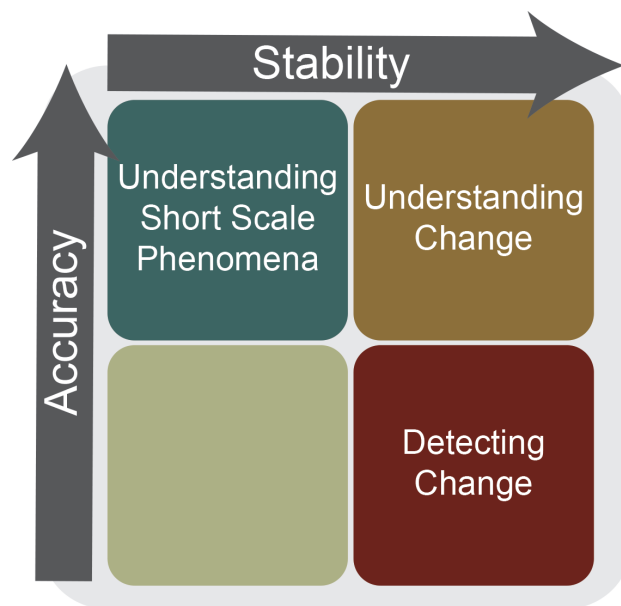 Stability
Accuracy
Understanding
Short Scale
Phenomena
Understanding
Change
Detecting
Change